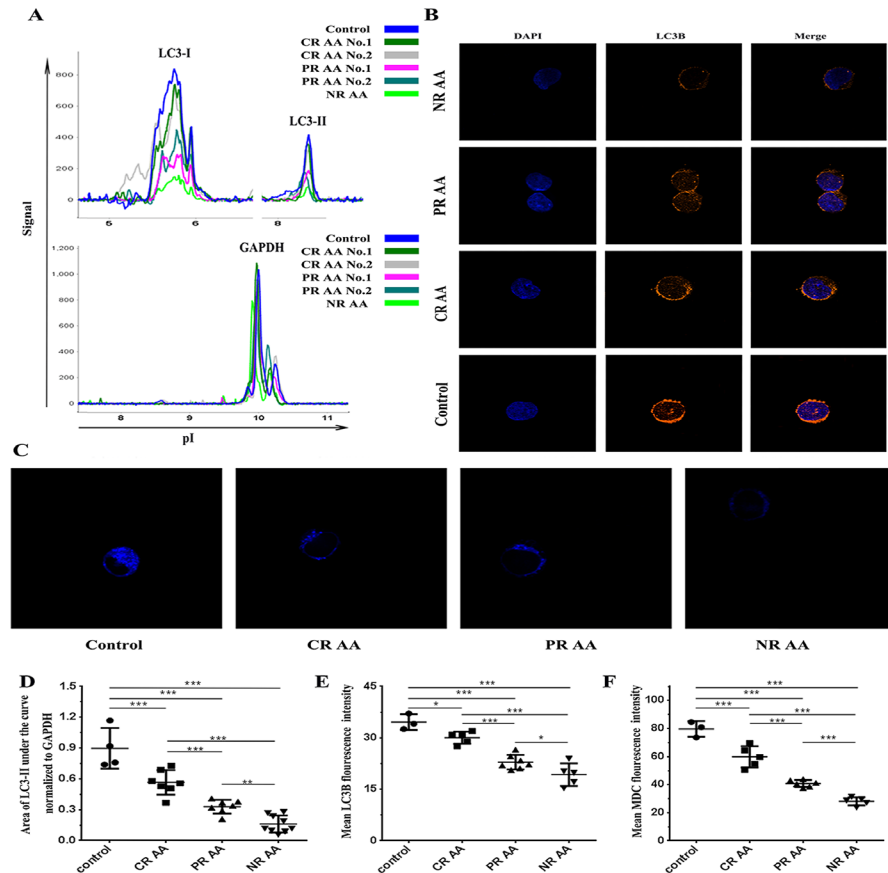 A
Control
CR AA No.1
CR AA No.2
PR AA No.1
PR AA No.2
NR AA
LC3-I
LC3-II
800
600
400
200
0
5
6
8
Signal
Control
CR AA No.1
CR AA No.2
PR AA No.1
PR AA No.2
NR AA
GAPDH
1,200
1,000
800
600
400
200
0
8
9
10
11
pI
B
DAPI
LC3B
Merge
NR AA
PR AA
CR AA
Control
C
Control
CR AA
PR AA
NR AA
D
Area of LC3-II under the curve
normalized to GAPDH
1.5
1.2
0.9
0.6
0.3
0.0
***
***
***
***
***
**
control
CR AA
PR AA
NR AA
E
Mean LC3B flourescence intensity
45
30
15
0
***
***
*
***
***
*
control
CR AA
PR AA
NR AA
F
Mean MDC flourescence intensity
100
80
60
40
20
0
***
***
***
***
***
***
control
CR AA
PR AA
NR AA